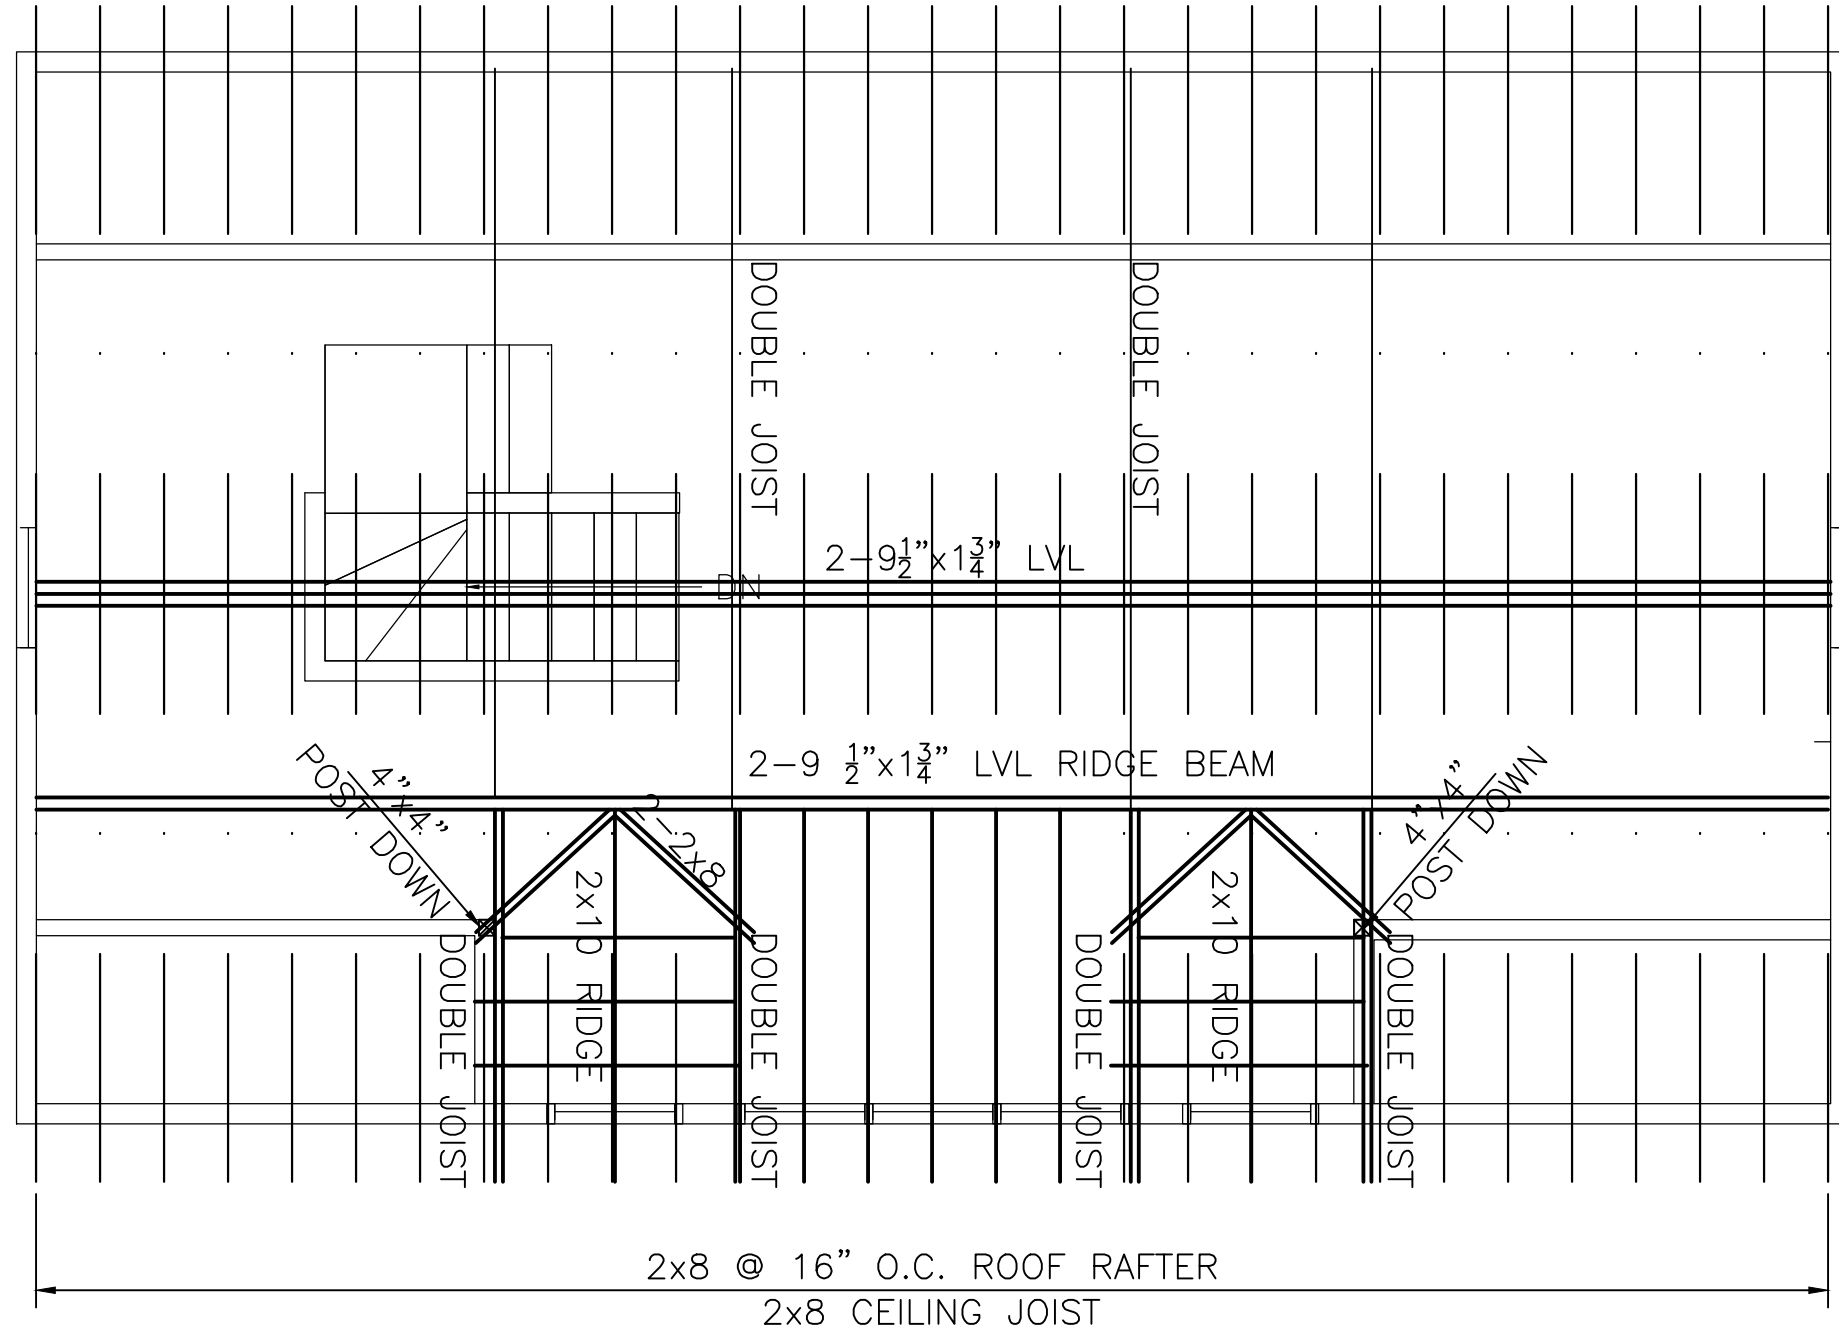 DOUBLE JOIST
DOUBLE JOIST
2-9½"x1¾" LVL
DN
2-9 ½"x1¾" LVL RIDGE BEAM
4"x4"
POST DOWN
4"x4"
POST DOWN
2-2x8
2x10 RIDGE
2x10 RIDGE
DOUBLE JOIST
DOUBLE JOIST
DOUBLE JOIST
DOUBLE JOIST
2x8 @ 16" O.C. ROOF RAFTER
2x8 CEILING JOIST